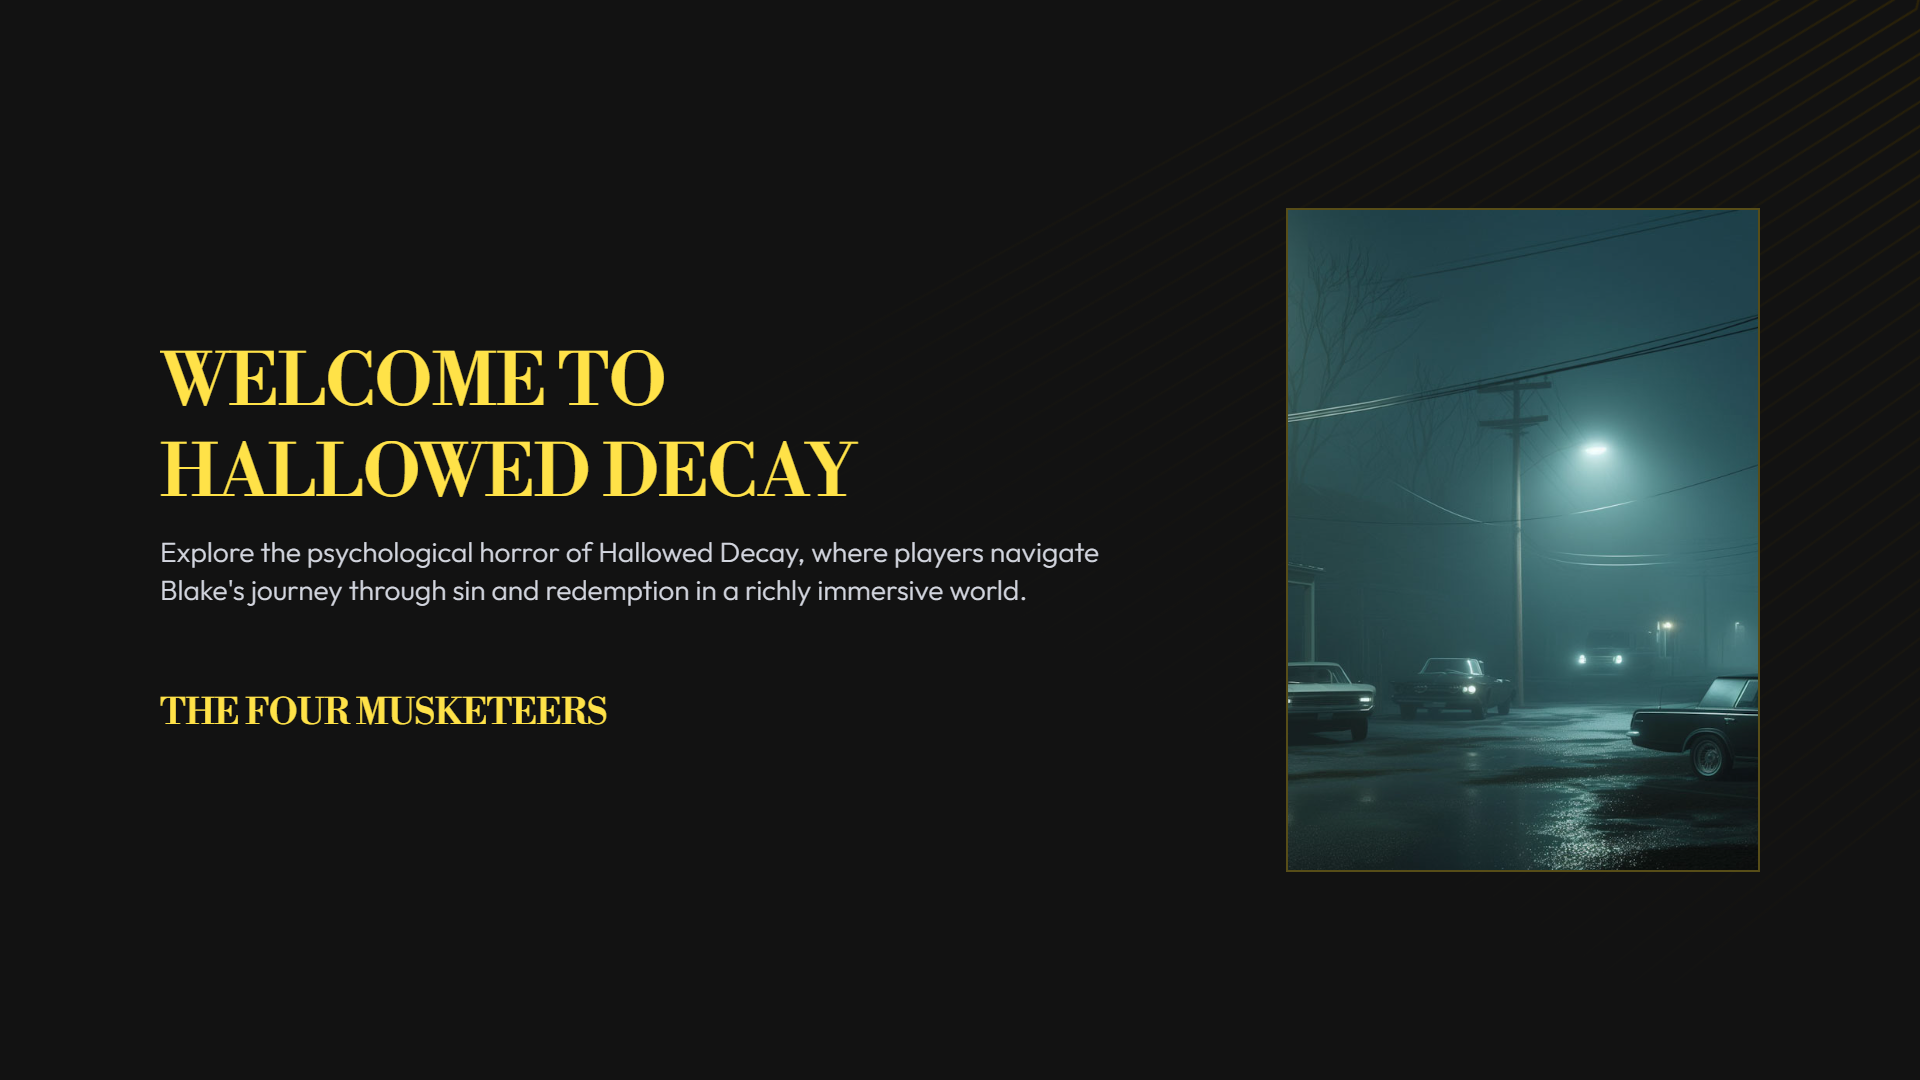 WELCOME TO
HALLOWED DECAY
Explore the psychological horror of Hallowed Decay, where players navigate
Blake's journey through sin and redemption in a richly immersive world.
THE FOUR MUSKETEERS